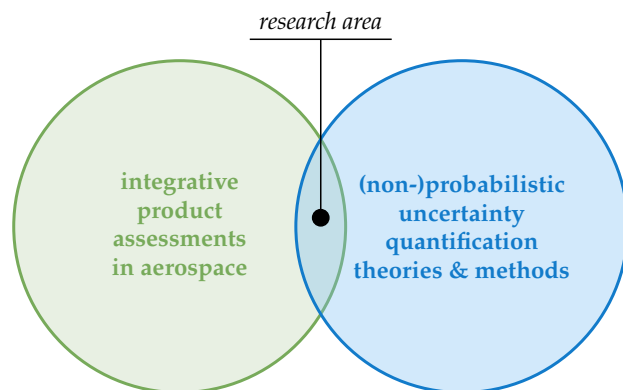 research area
integrative
product
assessments
in aerospace
(non-)probabilistic
uncertainty
quantification
theories & methods